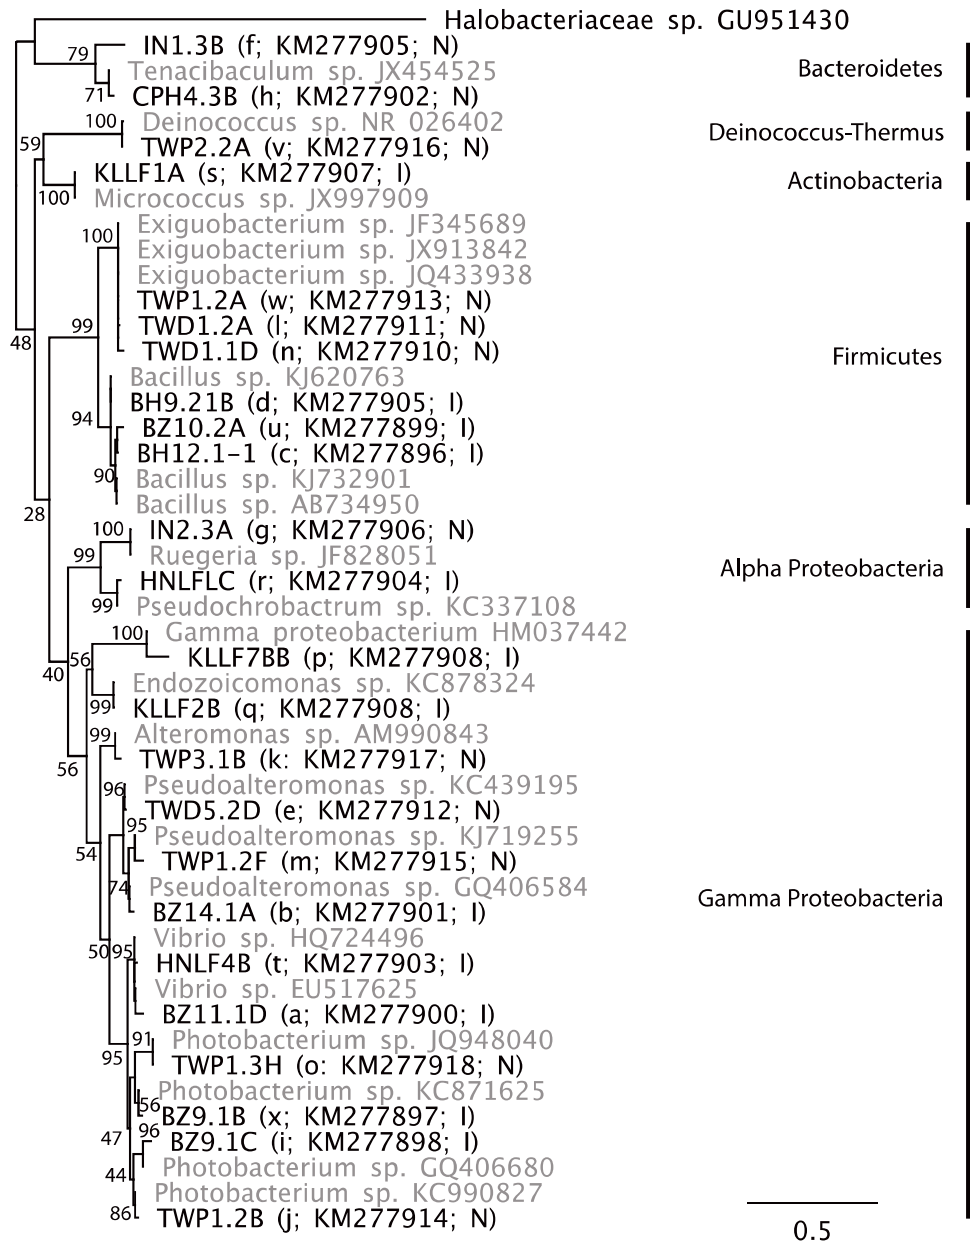 Halobacteriaceae sp. GU951430
79
IN1.3B (f; KM277905; N)
Tenacibaculum sp. JX454525
Bacteroidetes
71
CPH4.3B (h; KM277902; N)
100
Deinococcus sp. NR 026402
Deinococcus-Thermus
59
TWP2.2A (v; KM277916; N)
KLLF1A (s; KM277907; I)
Actinobacteria
100
Micrococcus sp. JX997909
Exiguobacterium sp. JF345689
100
Exiguobacterium sp. JX913842
Exiguobacterium sp. JQ433938
TWP1.2A (w; KM277913; N)
99
TWD1.2A (l; KM277911; N)
48
TWD1.1D (n; KM277910; N)
Firmicutes
Bacillus sp. KJ620763
BH9.21B (d; KM277905; I)
94
BZ10.2A (u; KM277899; I)
BH12.1-1 (c; KM277896; I)
90
Bacillus sp. KJ732901
Bacillus sp. AB734950
28
100
IN2.3A (g; KM277906; N)
99
Ruegeria sp. JF828051
Alpha Proteobacteria
HNLFLC (r; KM277904; I)
99
Pseudochrobactrum sp. KC337108
100
Gamma proteobacterium HM037442
56
KLLF7BB (p; KM277908; I)
40
Endozoicomonas sp. KC878324
99
KLLF2B (q; KM277908; I)
99
Alteromonas sp. AM990843
56
TWP3.1B (k: KM277917; N)
96
Pseudoalteromonas sp. KC439195
TWD5.2D (e; KM277912; N)
95
Pseudoalteromonas sp. KJ719255
54
TWP1.2F (m; KM277915; N)
74
Pseudoalteromonas sp. GQ406584
Gamma Proteobacteria
BZ14.1A (b; KM277901; I)
50
95
Vibrio sp. HQ724496
HNLF4B (t; KM277903; I)
Vibrio sp. EU517625
BZ11.1D (a; KM277900; I)
91
Photobacterium sp. JQ948040
95
TWP1.3H (o: KM277918; N)
Photobacterium sp. KC871625
56
BZ9.1B (x; KM277897; I)
47
96
BZ9.1C (i; KM277898; I)
44
Photobacterium sp. GQ406680
Photobacterium sp. KC990827
86
TWP1.2B (j; KM277914; N)
0.5